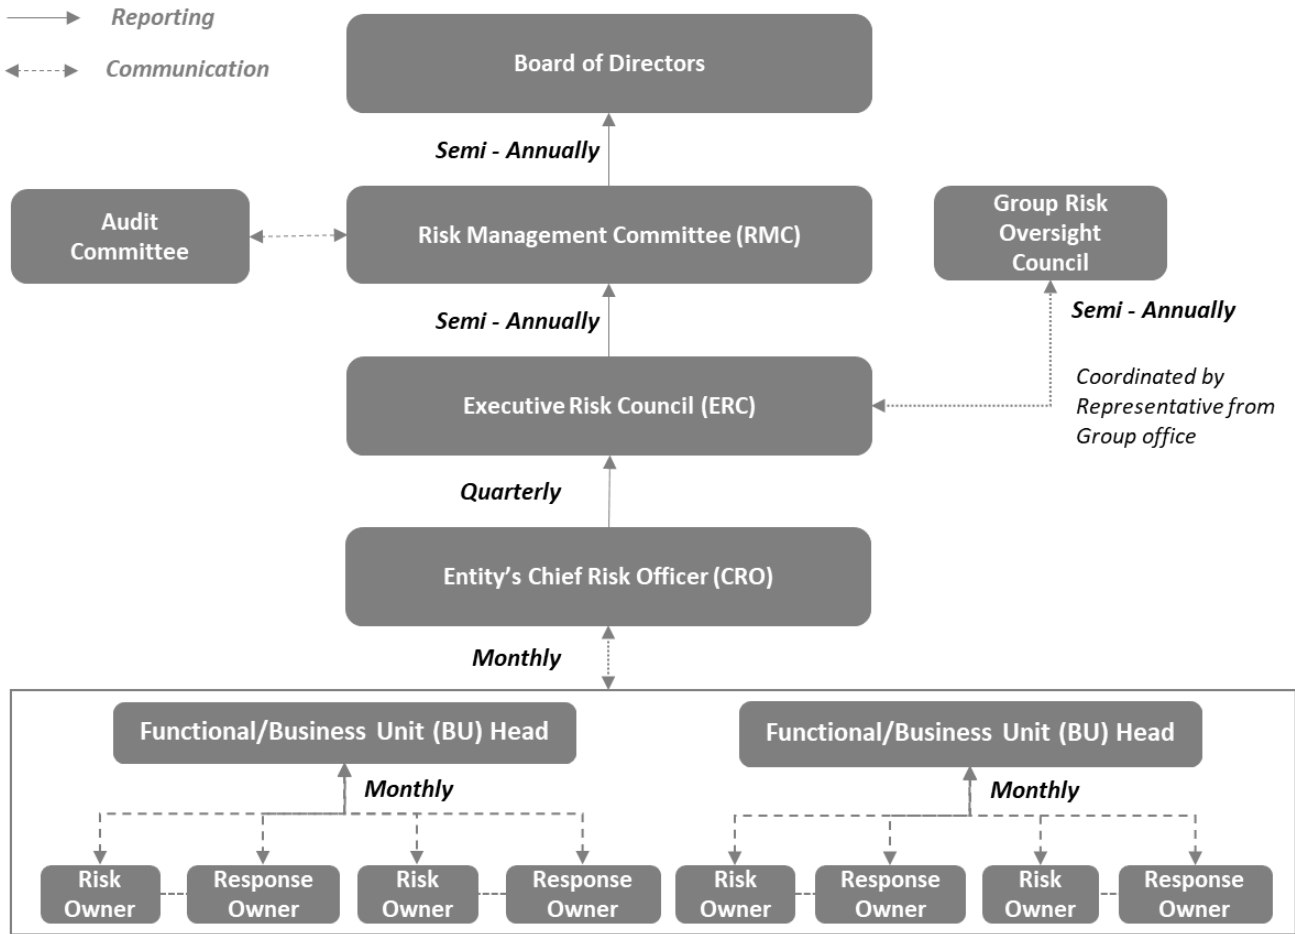 Reporting
Communication
Board of Directors
Semi - Annually
Audit
Committee
Risk Management Committee (RMC)
Group Risk
Oversight
Council
Semi - Annually
Semi - Annually
Coordinated by
Representative from
Group office
Executive Risk Council (ERC)
Quarterly
Entity’s Chief Risk Officer (CRO)
Monthly
Functional/Business Unit (BU) Head
Functional/Business Unit (BU) Head
Monthly
Monthly
Risk
Owner
Response
Owner
Risk
Owner
Response
Owner
Risk
Owner
Response
Owner
Risk
Owner
Response
Owner